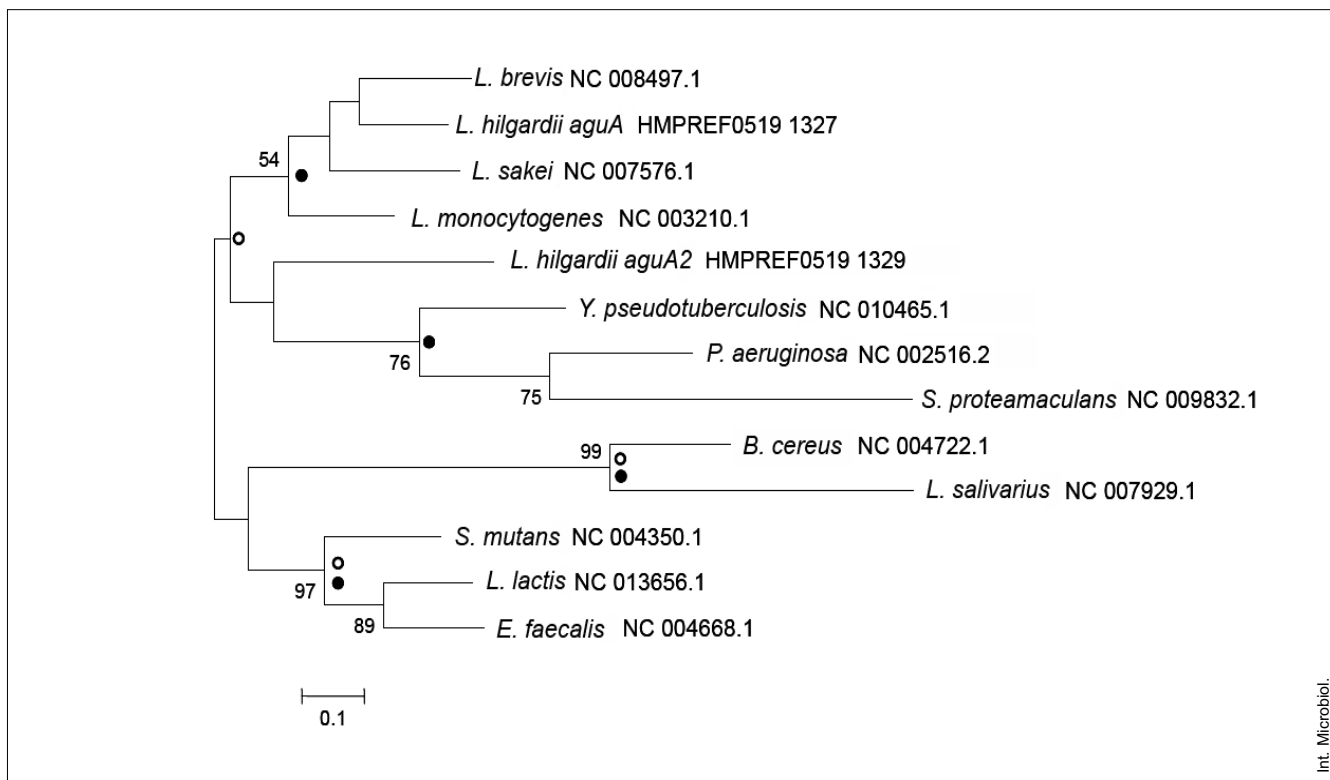 L. brevis NC 008497.1
L. hilgardii aguA HMPREF0519 1327
54
L. sakei NC 007576.1
L. monocytogenes NC 003210.1
L. hilgardii aguA2 HMPREF0519 1329
Y. pseudotuberculosis NC 010465.1
P. aeruginosa NC 002516.2
76
75
S. proteamaculans NC 009832.1
B. cereus NC 004722.1
99
L. salivarius NC 007929.1
S. mutans NC 004350.1
L. lactis NC 013656.1
97
89
E. faecalis NC 004668.1
0.1
Int. Microbiol.